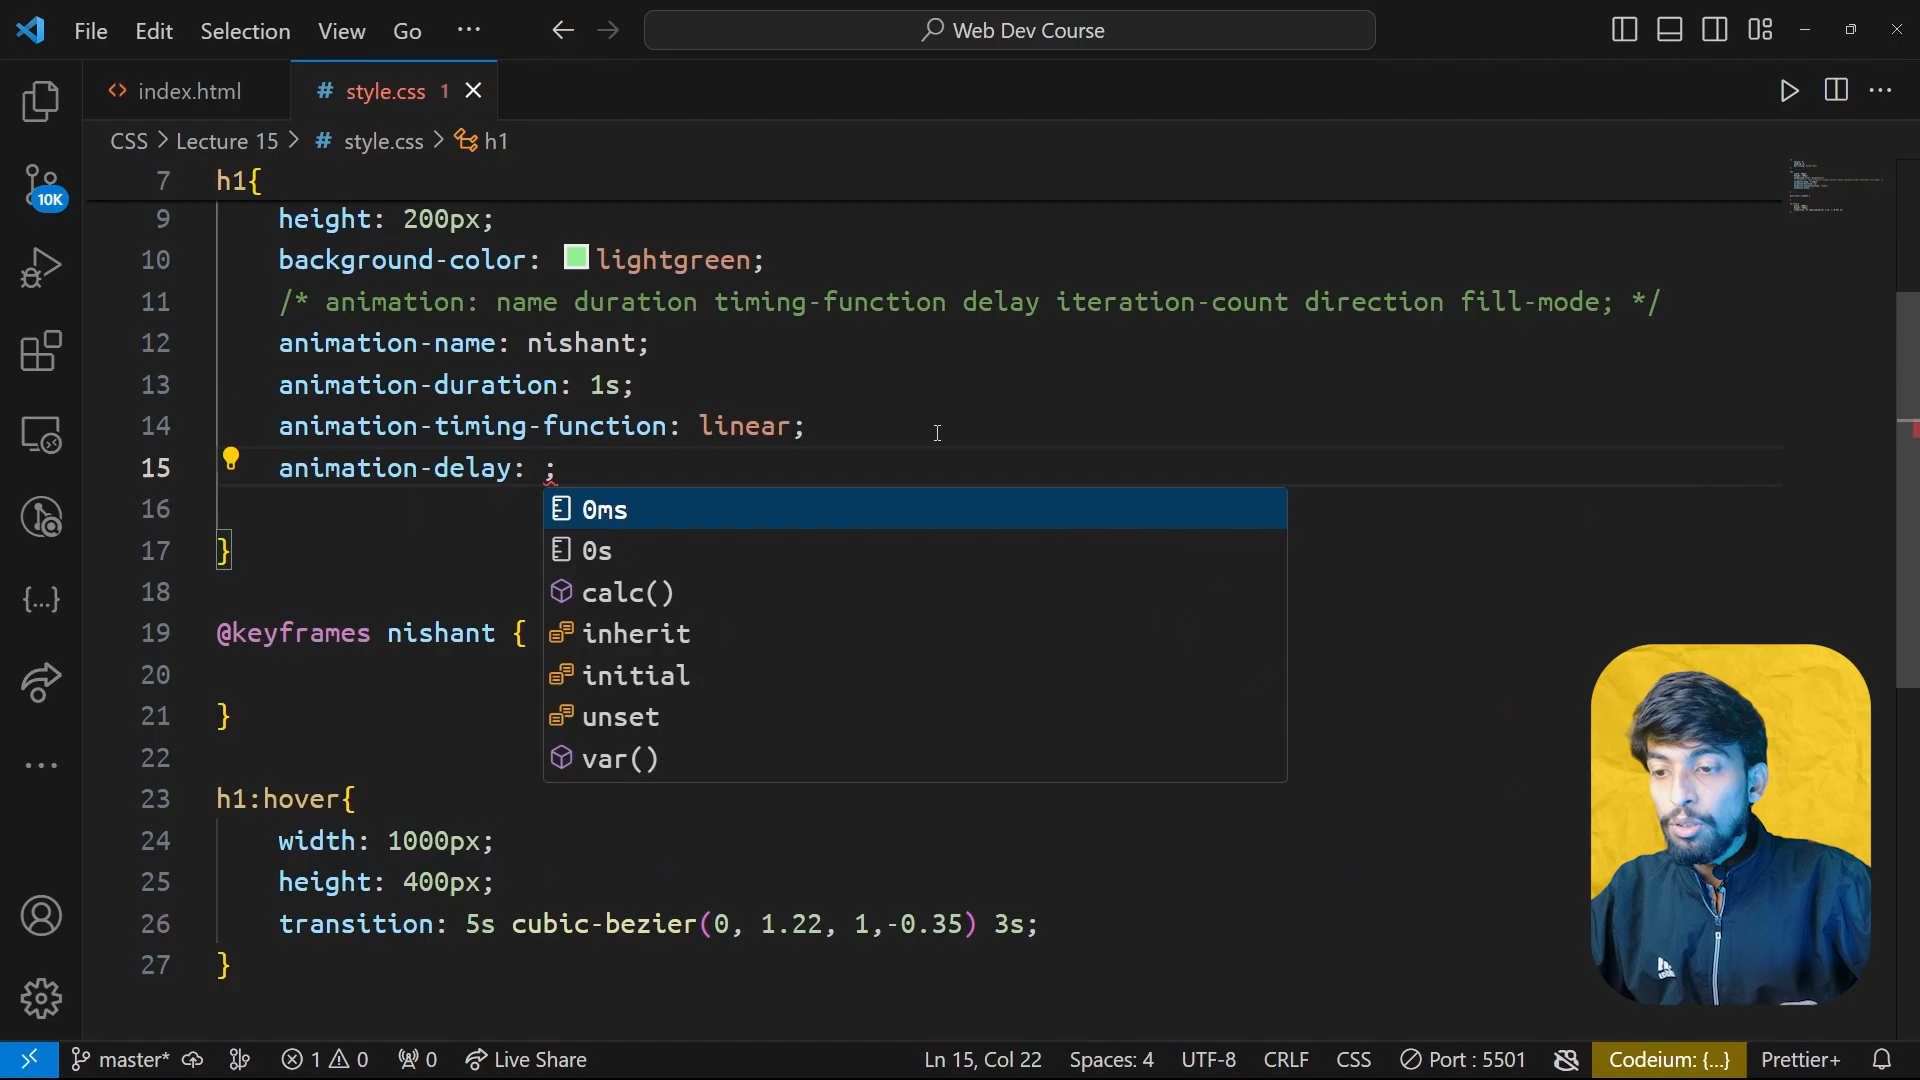 File Edit Selection View Go ··· Web Dev Course
index.html # style.css 1
CSS > Lecture 15 > # style.css > h1
7 h1{
9 height: 200px;
10 background-color: lightgreen;
11 /* animation: name duration timing-function delay iteration-count direction fill-mode; */
12 animation-name: nishant;
13 animation-duration: 1s;
14 animation-timing-function: linear;
15 animation-delay: ;
16
0ms
17 }
0s
18
calc()
19 @keyframes nishant {
inherit
20
initial
21 }
unset
22
var()
23 h1:hover{
24 width: 1000px;
25 height: 400px;
26 transition: 5s cubic-bezier(0, 1.22, 1,-0.35) 3s;
27 }
10K
master* 1 0 0 Live Share Ln 15, Col 22 Spaces: 4 UTF-8 CRLF CSS Port : 5501 Codeium: {...} Prettier+